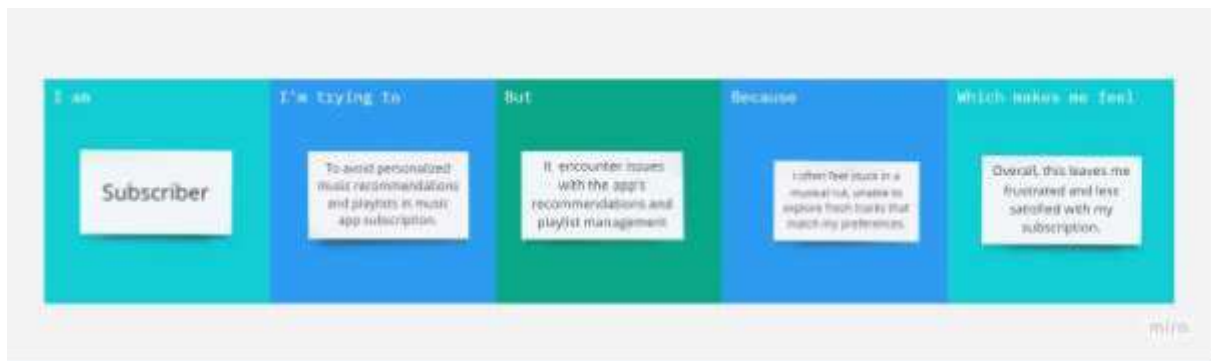 I am
Subscriber
I'm trying to
To avoid personalized
music recommendations
and playlists in music
app subscription.
But
It encounter issues
with the app's
recommendations and
playlist management
Because
I often feel stuck in a
musical rut, unable to
explore fresh tracks that
match my preferences.
Which makes me feel
Overall, this leaves me
frustrated and less
satisfied with my
subscription.
miro